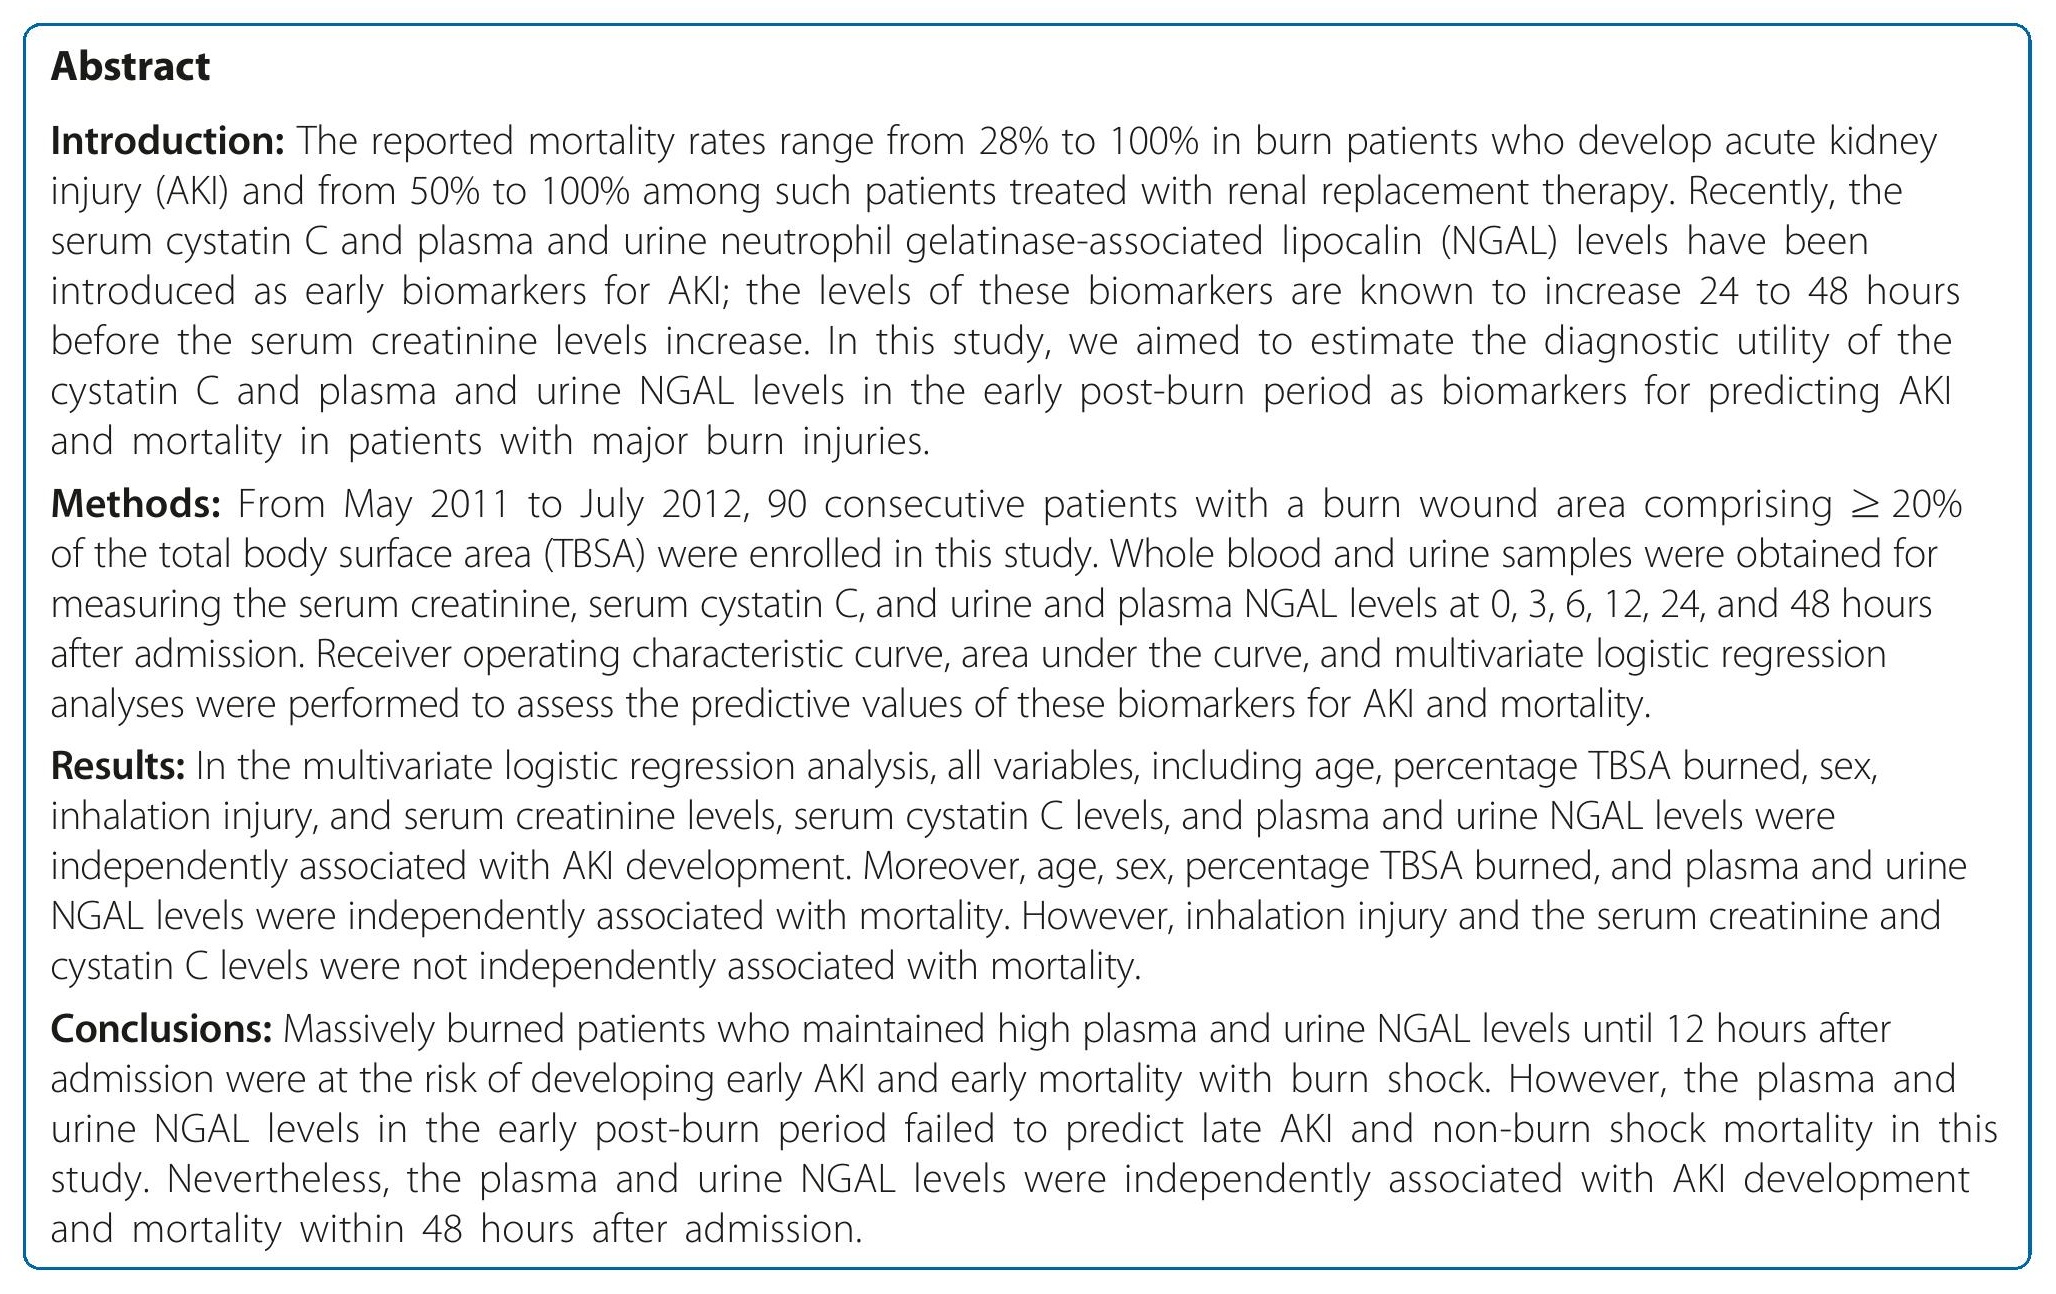 Abstract
Introduction: The reported mortality rates range from 28% to 100% in burn patients who develop acute kidney
injury (AKI) and from 50% to 100% among such patients treated with renal replacement therapy. Recently, the
serum cystatin C and plasma and urine neutrophil gelatinase-associated lipocalin (NGAL) levels have been
introduced as early biomarkers for AKI; the levels of these biomarkers are known to increase 24 to 48 hours
before the serum creatinine levels increase. In this study, we aimed to estimate the diagnostic utility of the
cystatin C and plasma and urine NGAL levels in the early post-burn period as biomarkers for predicting AKI
and mortality in patients with major burn injuries.
Methods: From May 2011 to July 2012, 90 consecutive patients with a burn wound area comprising ≥ 20%
of the total body surface area (TBSA) were enrolled in this study. Whole blood and urine samples were obtained for
measuring the serum creatinine, serum cystatin C, and urine and plasma NGAL levels at 0, 3, 6, 12, 24, and 48 hours
after admission. Receiver operating characteristic curve, area under the curve, and multivariate logistic regression
analyses were performed to assess the predictive values of these biomarkers for AKI and mortality.
Results: In the multivariate logistic regression analysis, all variables, including age, percentage TBSA burned, sex,
inhalation injury, and serum creatinine levels, serum cystatin C levels, and plasma and urine NGAL levels were
independently associated with AKI development. Moreover, age, sex, percentage TBSA burned, and plasma and urine
NGAL levels were independently associated with mortality. However, inhalation injury and the serum creatinine and
cystatin C levels were not independently associated with mortality.
Conclusions: Massively burned patients who maintained high plasma and urine NGAL levels until 12 hours after
admission were at the risk of developing early AKI and early mortality with burn shock. However, the plasma and
urine NGAL levels in the early post-burn period failed to predict late AKI and non-burn shock mortality in this
study. Nevertheless, the plasma and urine NGAL levels were independently associated with AKI development
and mortality within 48 hours after admission.